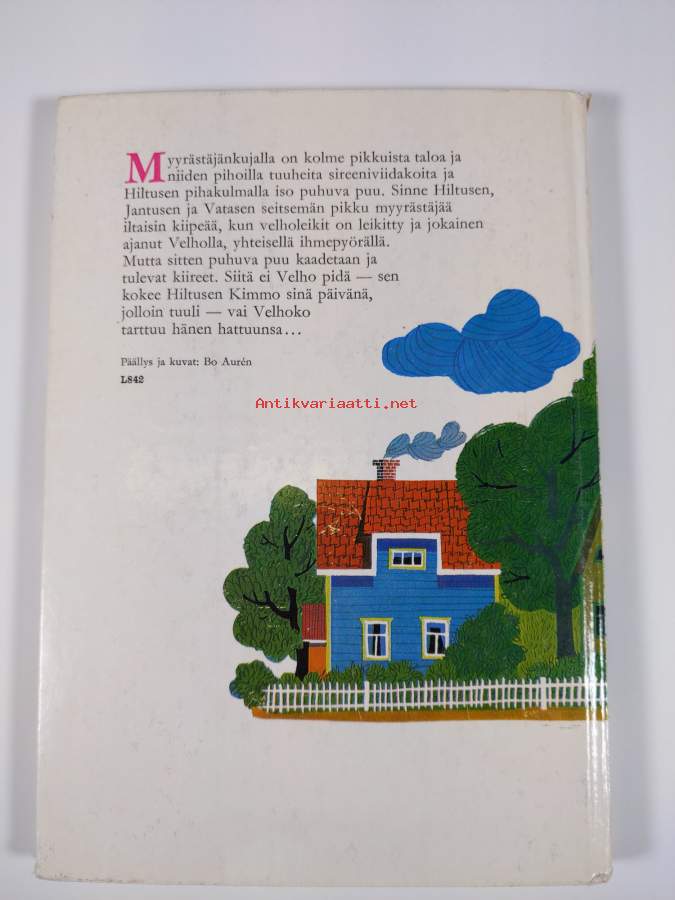 Myyrästäjänkujalla on kolme pikkuista taloa ja
niiden pihoilla tuuheita sireeniviidakoita ja
Hiltusen pihakulmalla iso puhuva puu. Sinne Hiltusen,
Jantusen ja Vatasen seitsemän pikku myyrästäjää
iltaisin kiipeää, kun velholeikit on leikitty ja jokainen
ajanut Velholla, yhteisellä ihmepyörällä.
Mutta sitten puhuva puu kaadetaan ja
tulevat kiireet. Siitä ei Velho pidä — sen
kokee Hiltusen Kimmo sinä päivänä,
jolloin tuuli — vai Velhoko
tarttuu hänen hattuunsa...
Päällys ja kuvat: Bo Aurén
L842
Antikvariaatti.net